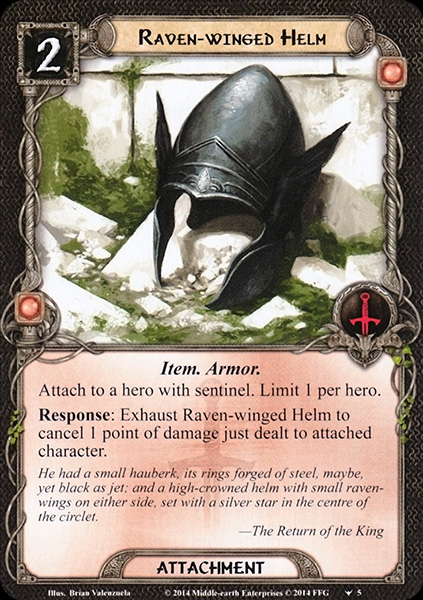 2
Raven-winged Helm
Item. Armor.
Attach to a hero with sentinel. Limit 1 per hero.
Response: Exhaust Raven-winged Helm to
cancel 1 point of damage just dealt to attached
character.
He had a small hauberk, its rings forged of steel, maybe,
yet black as jet; and a high-crowned helm with small raven-
wings on either side, set with a silver star in the centre of
the circlet.
—The Return of the King
ATTACHMENT
Illus. Brian Valenzuela
©2014 Middle-earth Enterprises ©2014 FFG
5